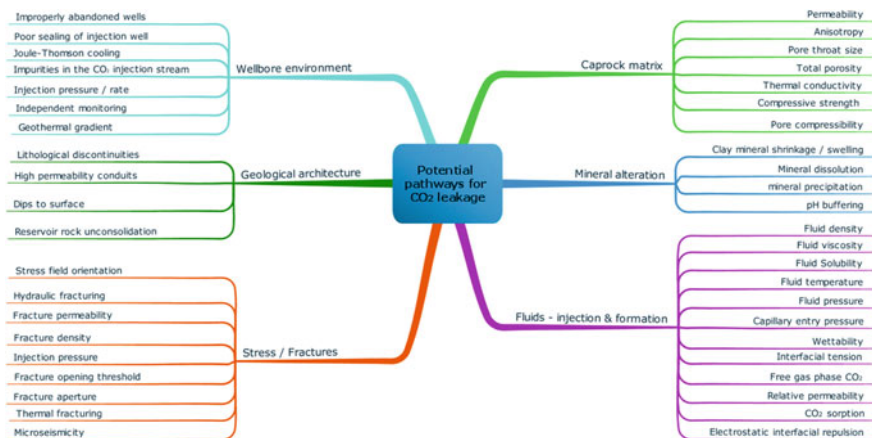 Improperly abandoned wells
Poor sealing of injection well
Joule-Thomson cooling
Impurities in the CO₂ injection stream
Injection pressure / rate
Independent monitoring
Geothermal gradient
Wellbore environment
Lithological discontinuities
High permeability conduits
Dips to surface
Reservoir rock unconsolidation
Geological architecture
Stress field orientation
Hydraulic fracturing
Fracture permeability
Fracture density
Injection pressure
Fracture opening threshold
Fracture aperture
Thermal fracturing
Microseismicity
Stress / Fractures
Potential
pathways for
CO₂ leakage
Caprock matrix
Permeability
Anisotropy
Pore throat size
Total porosity
Thermal conductivity
Compressive strength
Pore compressibility
Mineral alteration
Clay mineral shrinkage / swelling
Mineral dissolution
mineral precipitation
pH buffering
Fluids - injection & formation
Fluid density
Fluid viscosity
Fluid Solubility
Fluid temperature
Fluid pressure
Capillary entry pressure
Wettability
Interfacial tension
Free gas phase CO₂
Relative permeability
CO₂ sorption
Electrostatic interfacial repulsion